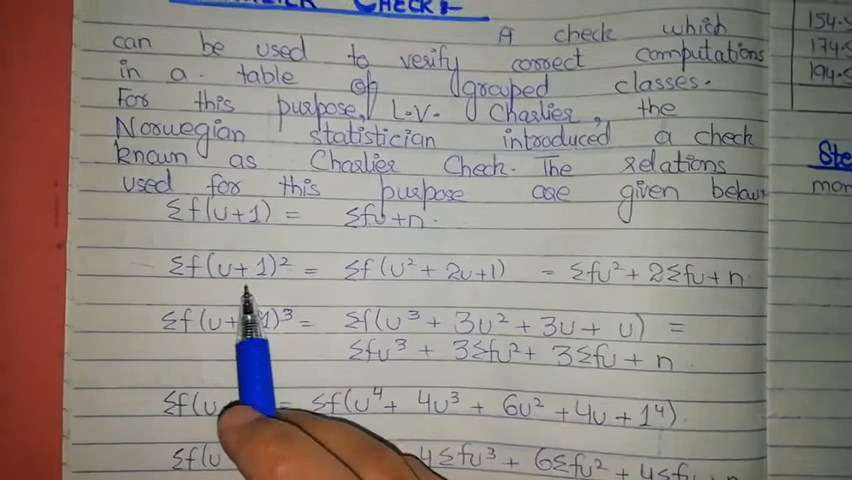 CHECK:-
A check which
can be used to verify correct computations
in a table of grouped classes.
For this purpose, L.V. Charlier, the
Norwegian statistician introduced a check
known as Charlier Check. The relations
used for this purpose are given below
Σf(u+1) = Σfu+n.
Σf(u+1)² = Σf(u² + 2u+1) = Σfu² + 2Σfu + n.
Σf(u+1)³ = Σf(u³ + 3u² + 3u + u) =
Σfu³ + 3Σfu² + 3Σfu + n.
Σf(u = Σf(u⁴ + 4u³ + 6u² + 4u + 1⁴).
Σf(u 4Σfu³ + 6Σfu² + 4Σfu + n
154.
174.
194.
Ste
mo